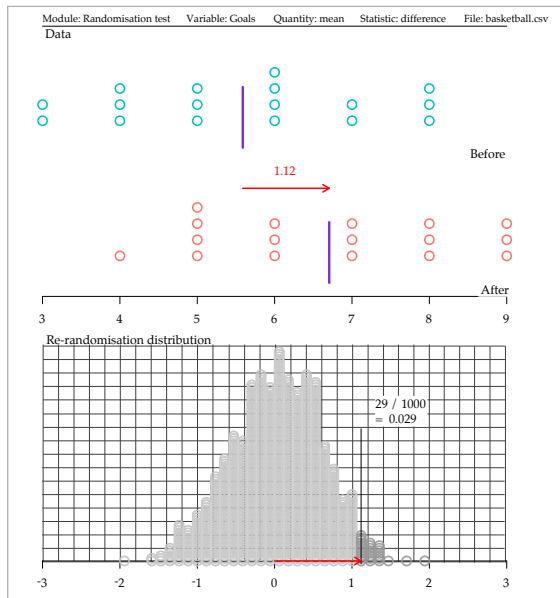 Module: Randomisation test Variable: Goals Quantity: mean Statistic: difference File: basketball.csv
Data
Before
1.12
After
3 4 5 6 7 8 9
Re-randomisation distribution
29 / 1000
= 0.029
-3 -2 -1 0 1 2 3